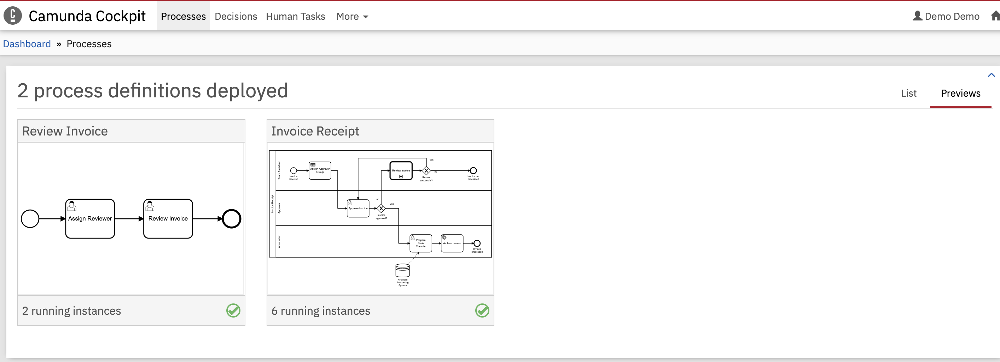 Camunda Cockpit Processes Decisions Human Tasks More Demo Demo
Dashboard » Processes
2 process definitions deployed
List Previews
Review Invoice
Assign Reviewer
Review Invoice
2 running instances
Invoice Receipt
Invoice Receipt
Team Assistant
Invoice
received
Assign Approver
Group
Review Invoice
yes
no
Review
successful?
Invoice not
processed
Approver
Approve Invoice
no
yes
Invoice
approved?
Accountant
Prepare
Bank
Transfer
Archive Invoice
Invoice
processed
Financial
Accounting
System
6 running instances